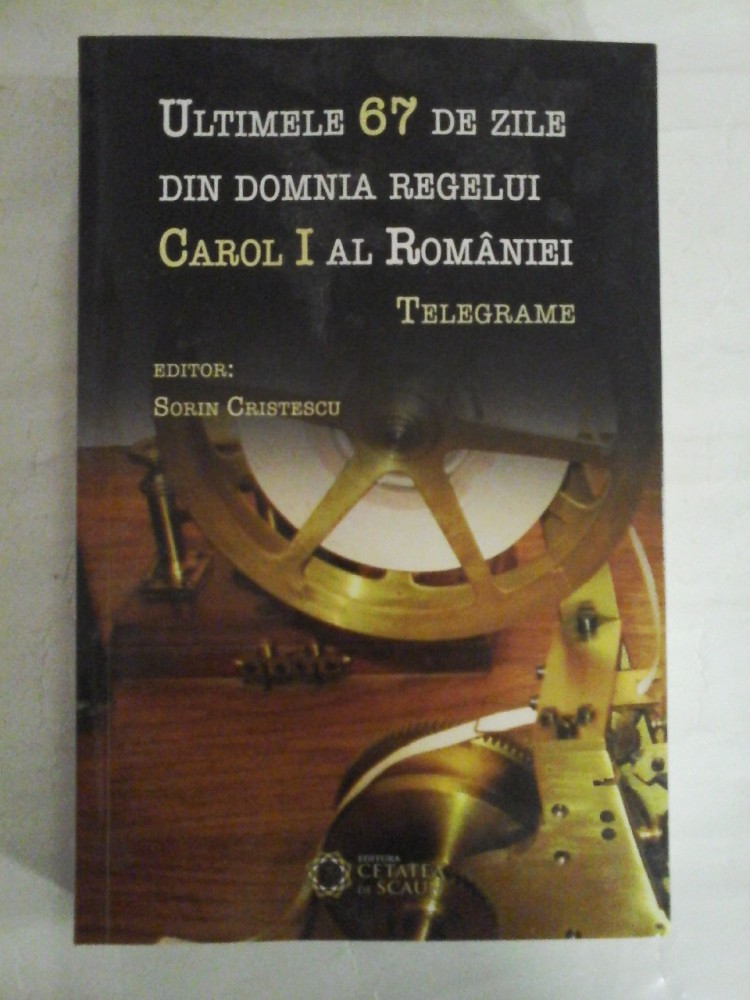 ULTIMELE 67 DE ZILE
DIN DOMNIA REGELUI
CAROL I AL ROMÂNIEI
TELEGRAME
EDITOR:
SORIN CRISTESCU
EDITURA
CETATEA
DE SCAUN